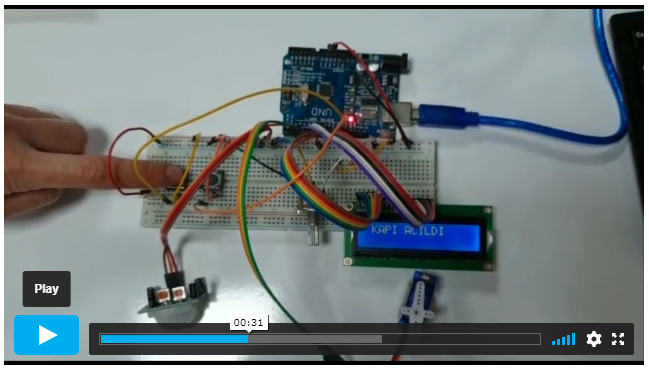 UNO
KAPI ACILDI
Play
00:31